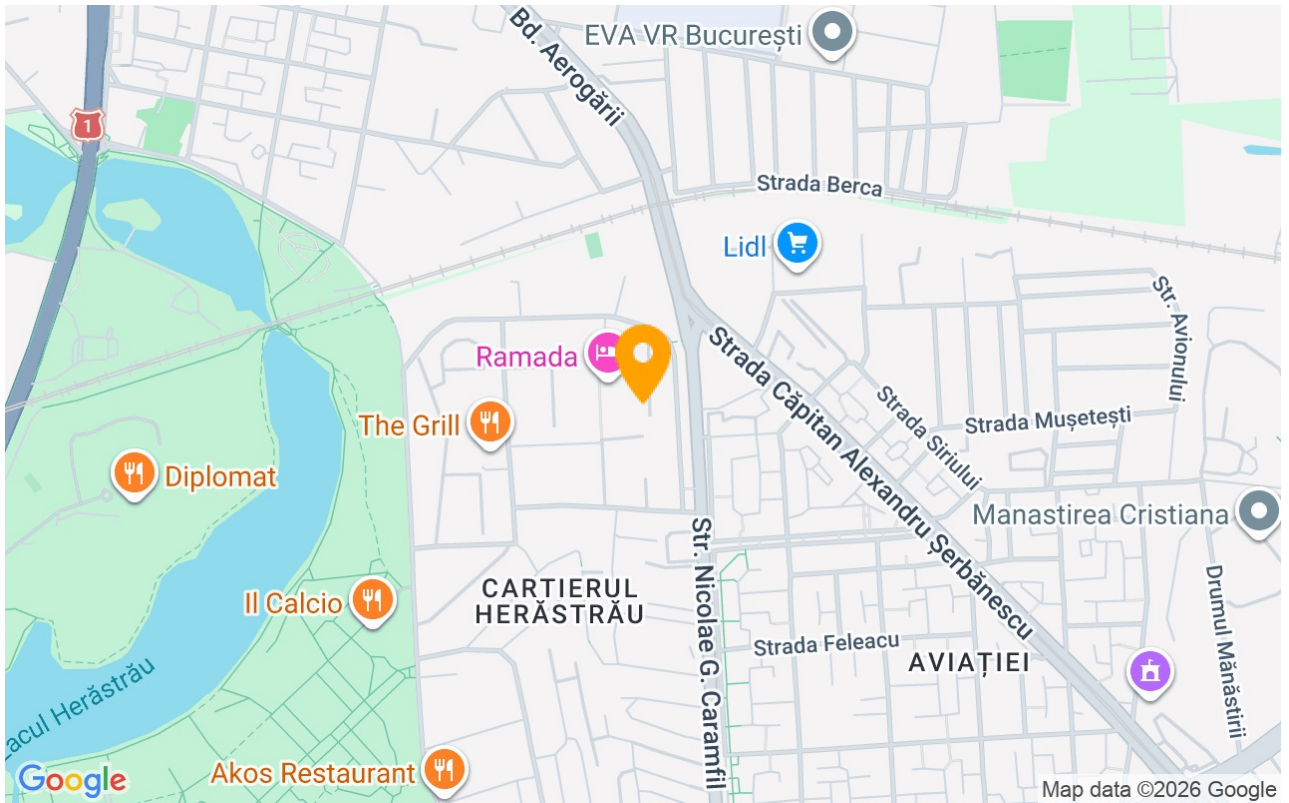 EVA VR București
Bd. Aerogării
1
Strada Berca
Lidl
Str. Avionului
Ramada
Strada Căpitan Alexandru Șerbănescu
The Grill
Strada Siriului
Strada Mușetești
Diplomat
Manastirea Cristiana
Str. Nicolae G. Caramfil
CARTIERUL
HERĂSTRĂU
Il Calcio
Drumul Mănăstirii
Strada Feleacu
AVIAȚIEI
Lacul Herăstrău
Akos Restaurant
Google
Map data ©2026 Google